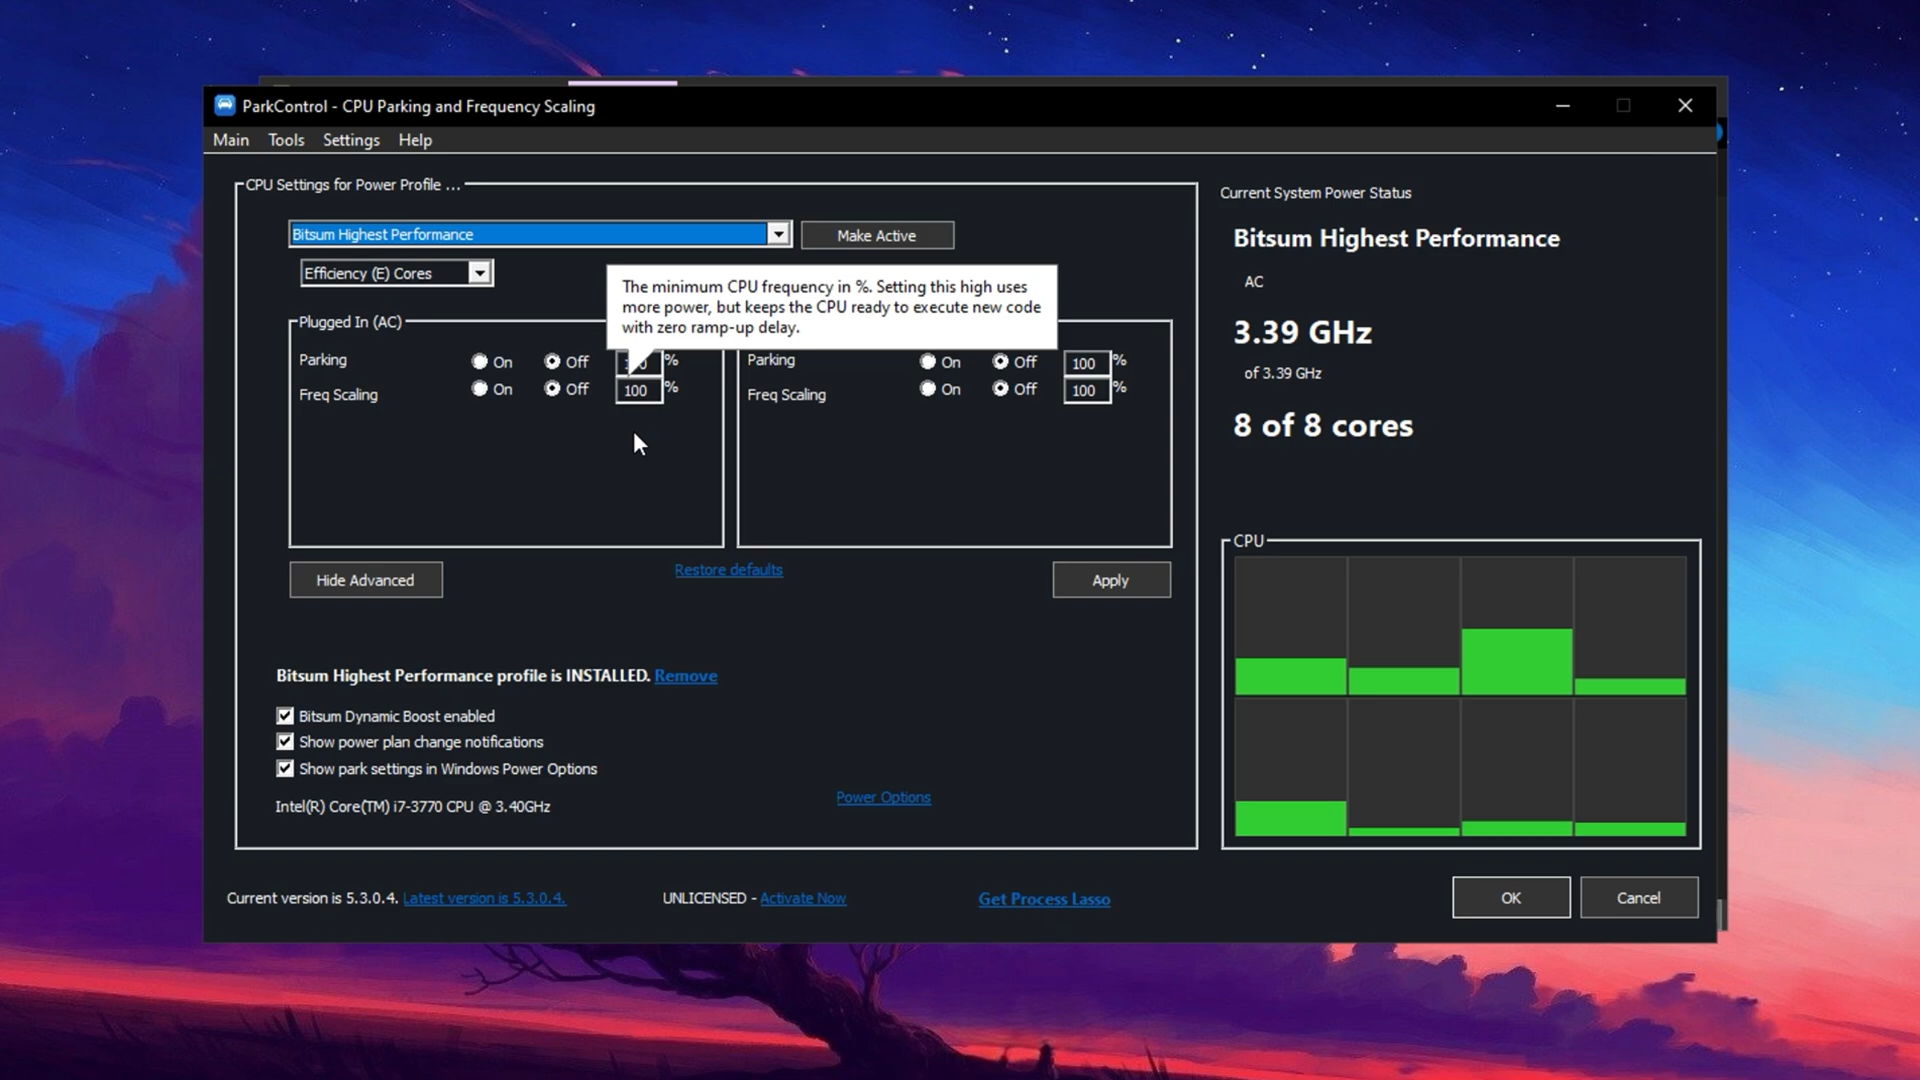 ParkControl - CPU Parking and Frequency Scaling
Main Tools Settings Help
CPU Settings for Power Profile ...
Bitsum Highest Performance
Make Active
Efficiency (E) Cores
The minimum CPU frequency in %. Setting this high uses
more power, but keeps the CPU ready to execute new code
with zero ramp-up delay.
Plugged In (AC)
Parking On Off %
Freq Scaling On Off 100 %
Parking On Off 100 %
Freq Scaling On Off 100 %
Hide Advanced
Restore defaults
Apply
Bitsum Highest Performance profile is INSTALLED. Remove
Bitsum Dynamic Boost enabled
Show power plan change notifications
Show park settings in Windows Power Options
Intel(R) Core(TM) i7-3770 CPU @ 3.40GHz
Power Options
Current System Power Status
Bitsum Highest Performance
AC
3.39 GHz
of 3.39 GHz
8 of 8 cores
CPU
Current version is 5.3.0.4. Latest version is 5.3.0.4.
UNLICENSED - Activate Now
Get Process Lasso
OK
Cancel